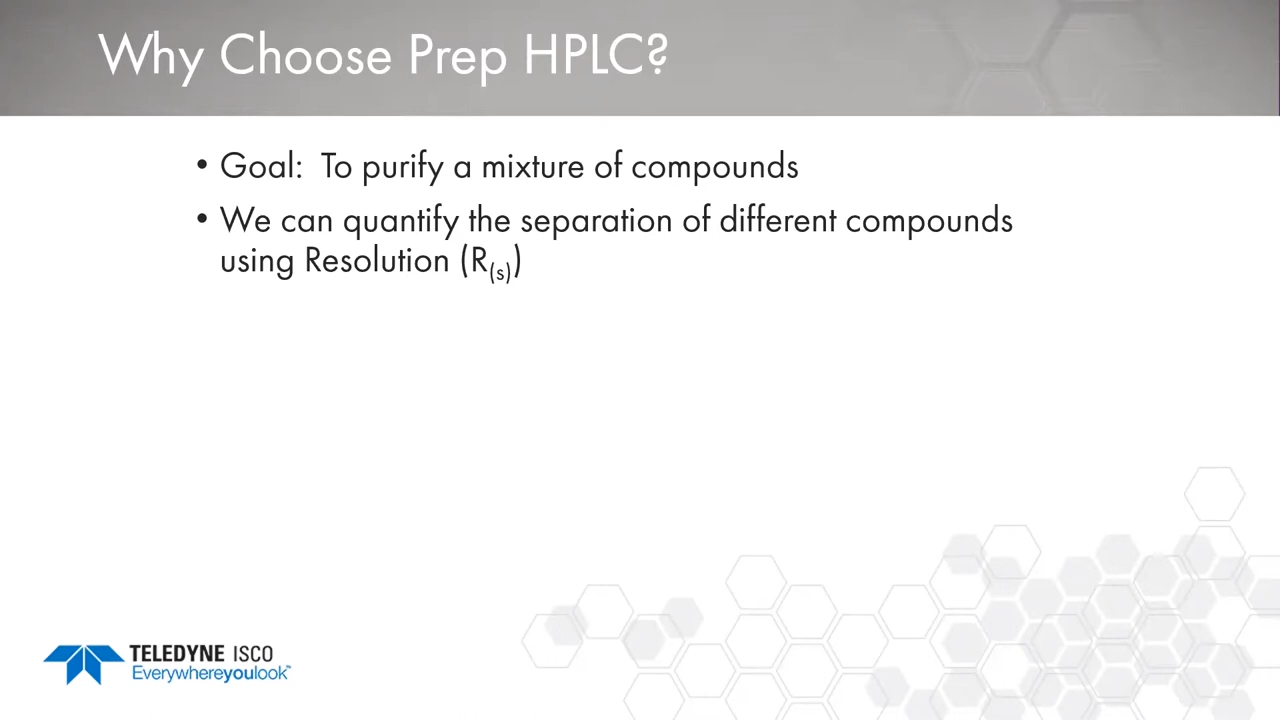 Why Choose Prep HPLC?
• Goal: To purify a mixture of compounds
• We can quantify the separation of different compounds
using Resolution (R(s))
TELEDYNE ISCO
Everywhereyoulook™